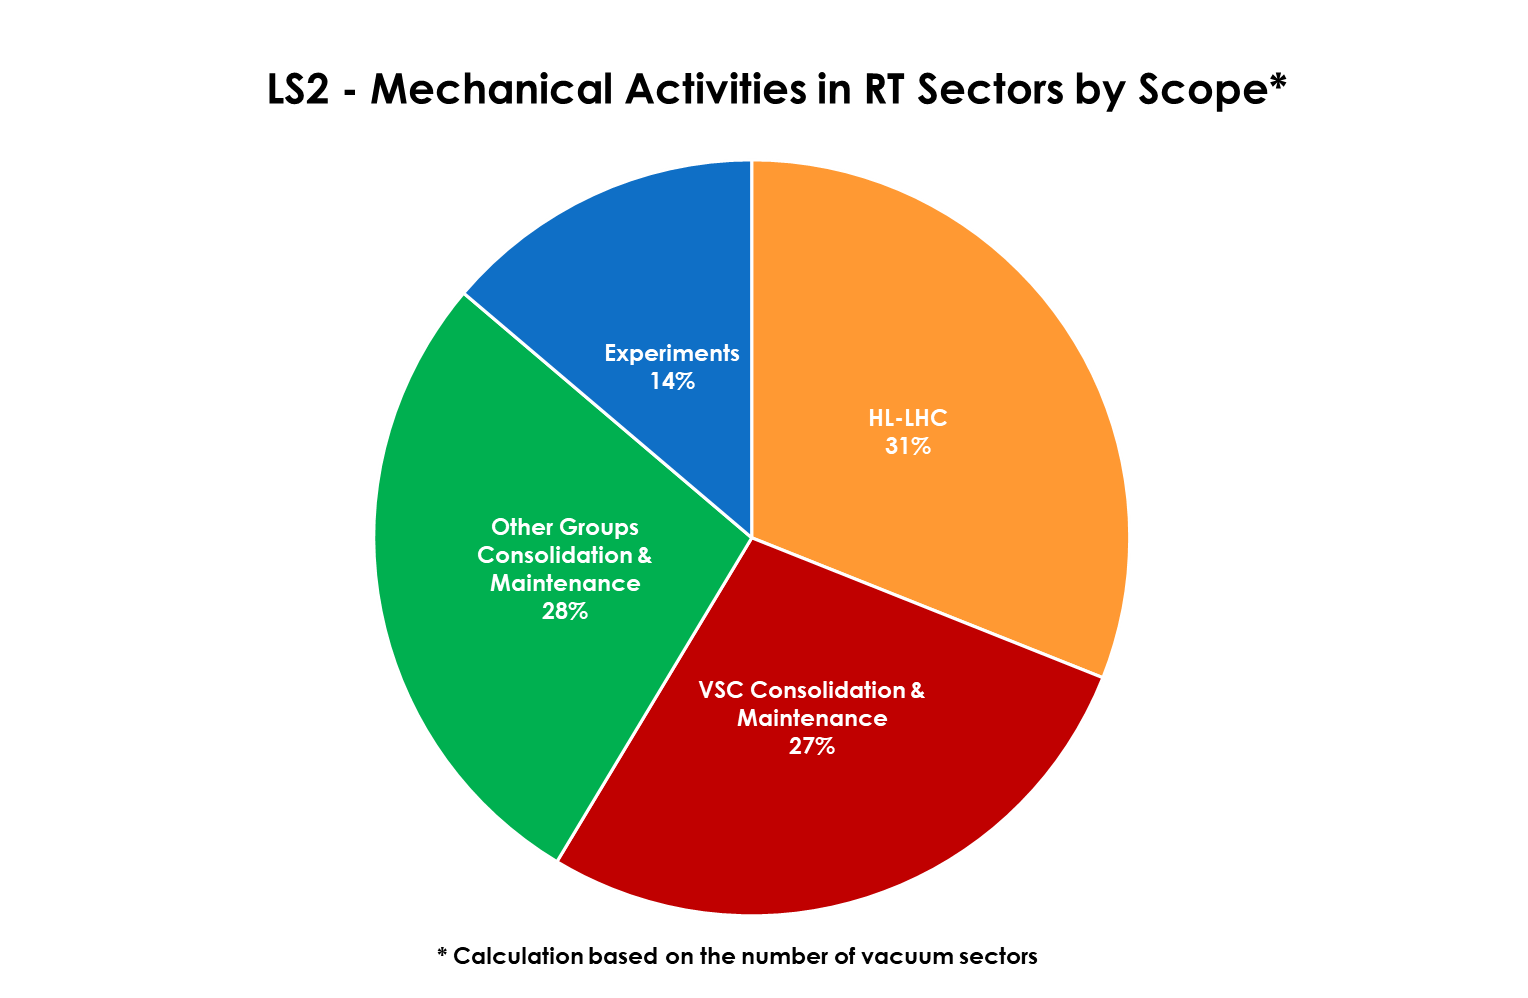 LS2 - Mechanical Activities in RT Sectors by Scope*
Experiments
14%
HL-LHC
31%
Other Groups
Consolidation &
Maintenance
28%
VSC Consolidation &
Maintenance
27%
* Calculation based on the number of vacuum sectors